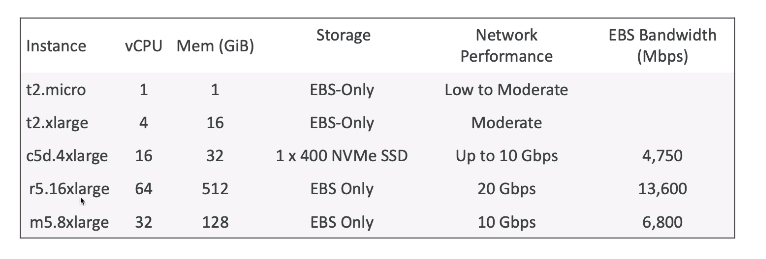 Instance vCPU Mem (GiB) Storage Network Performance EBS Bandwidth (Mbps)
t2.micro 1 1 EBS-Only Low to Moderate
t2.xlarge 4 16 EBS-Only Moderate
c5d.4xlarge 16 32 1 x 400 NVMe SSD Up to 10 Gbps 4,750
r5.16xlarge 64 512 EBS Only 20 Gbps 13,600
m5.8xlarge 32 128 EBS Only 10 Gbps 6,800